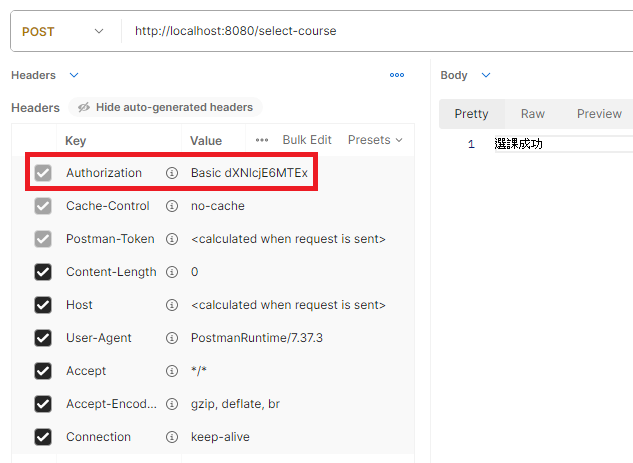 POST http://localhost:8080/select-course
Headers
Headers Hide auto-generated headers
Key Value ••• Bulk Edit Presets
Authorization Basic dXNlcjE6MTEx
Cache-Control no-cache
Postman-Token <calculated when request is sent>
Content-Length 0
Host <calculated when request is sent>
User-Agent PostmanRuntime/7.37.3
Accept */*
Accept-Encod... gzip, deflate, br
Connection keep-alive
Body
Pretty Raw Preview
1 選課成功